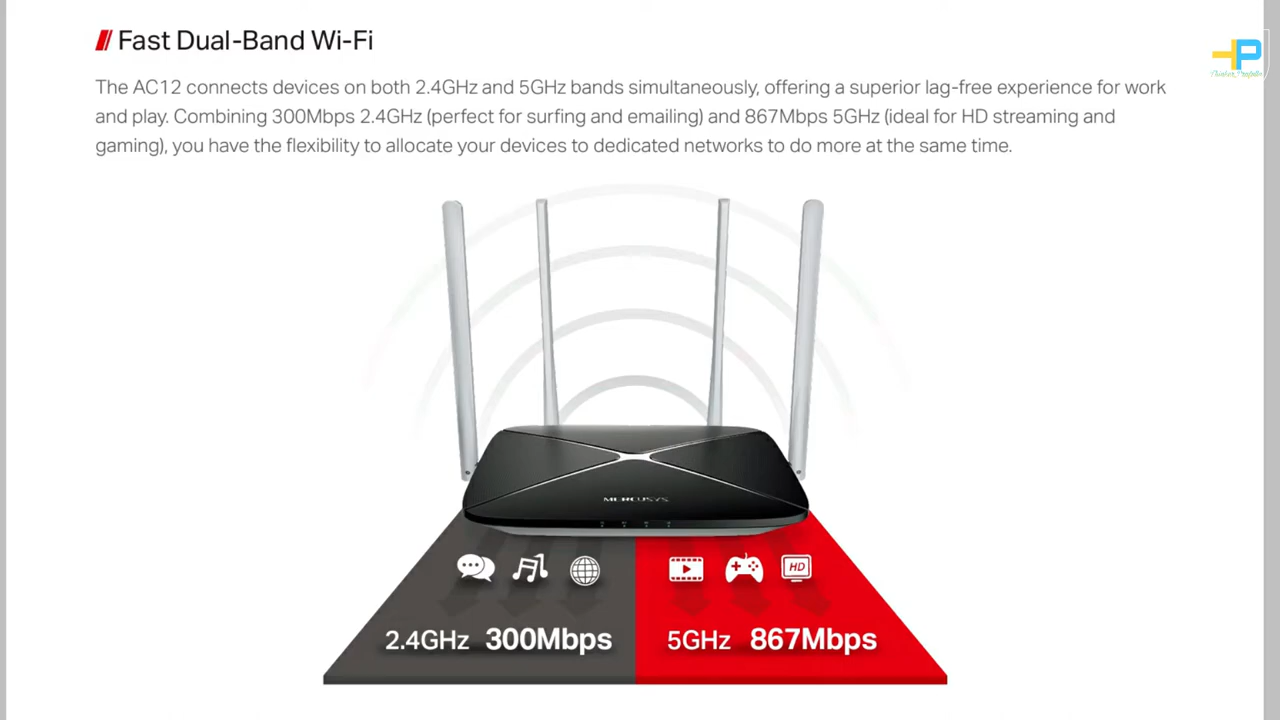 Fast Dual-Band Wi-Fi
The AC12 connects devices on both 2.4GHz and 5GHz bands simultaneously, offering a superior lag-free experience for work
and play. Combining 300Mbps 2.4GHz (perfect for surfing and emailing) and 867Mbps 5GHz (ideal for HD streaming and
gaming), you have the flexibility to allocate your devices to dedicated networks to do more at the same time.
MERCUSYS
HD
2.4GHz 300Mbps
5GHz 867Mbps